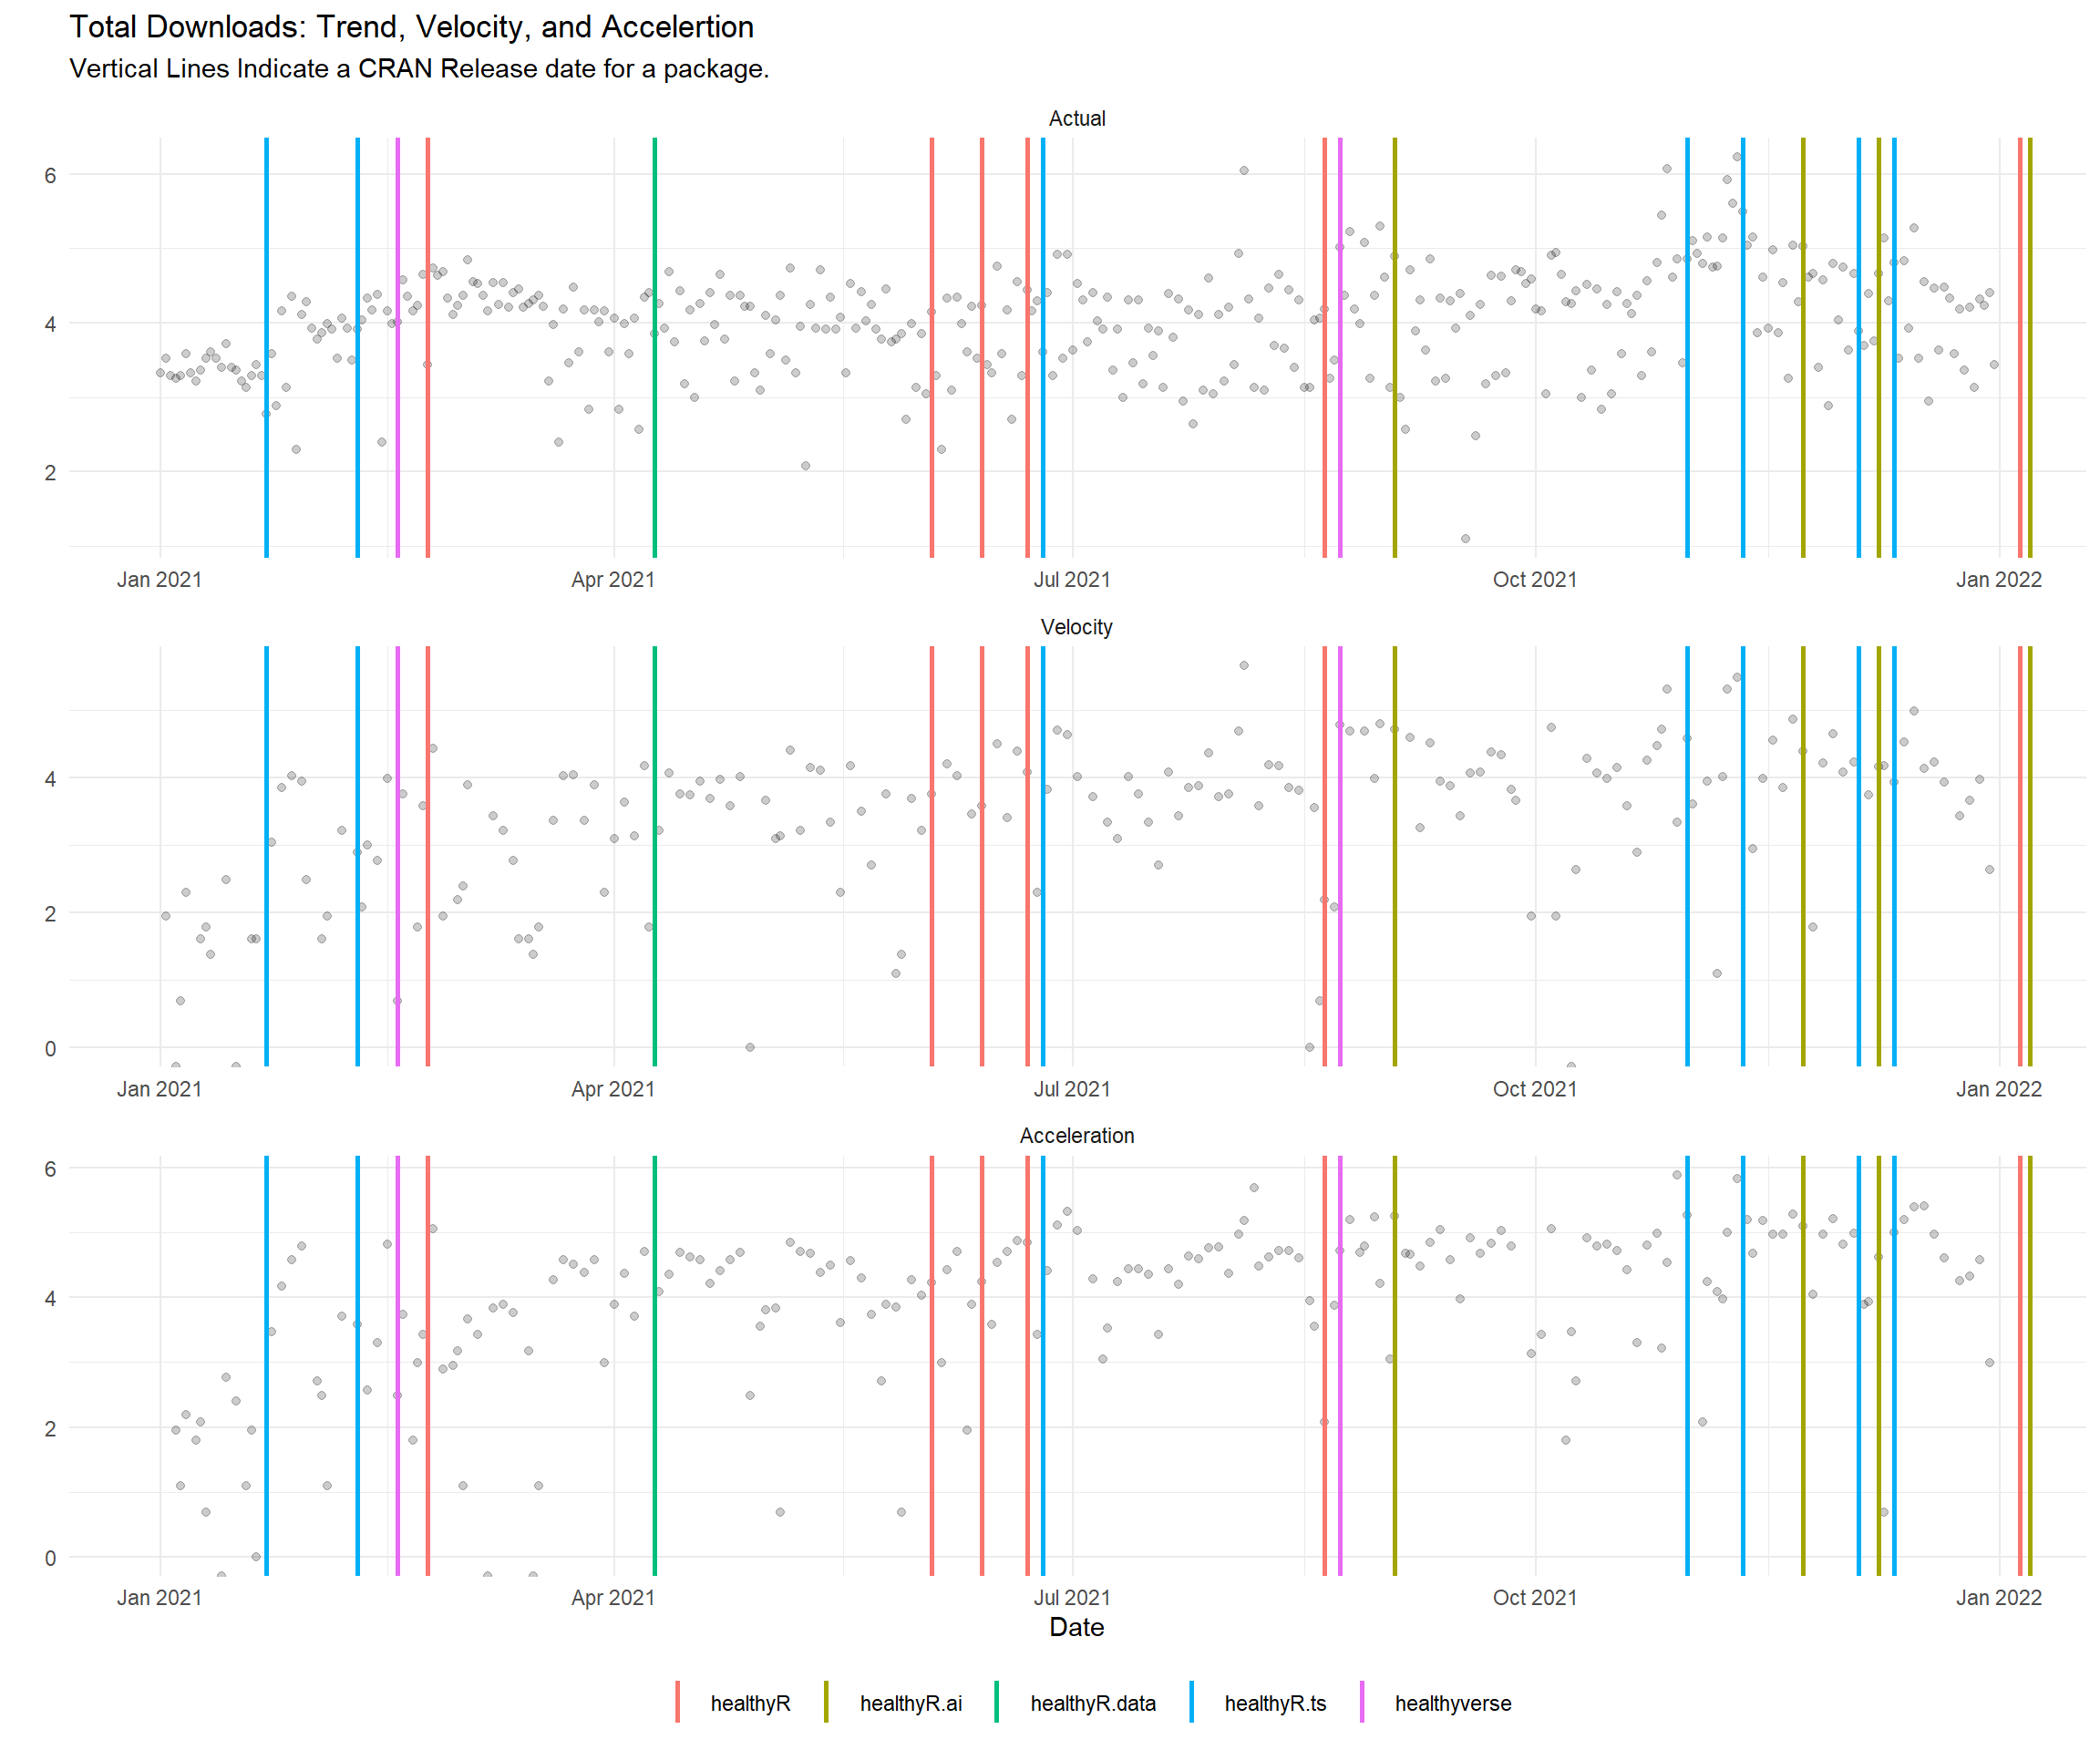 Total Downloads: Trend, Velocity, and Accelertion
Vertical Lines Indicate a CRAN Release date for a package.
Actual
6
4
2
Jan 2021 Apr 2021 Jul 2021 Oct 2021 Jan 2022
Velocity
4
2
0
Jan 2021 Apr 2021 Jul 2021 Oct 2021 Jan 2022
Acceleration
6
4
2
0
Jan 2021 Apr 2021 Jul 2021 Oct 2021 Jan 2022
Date
healthyR healthyR.ai healthyR.data healthyR.ts healthyverse